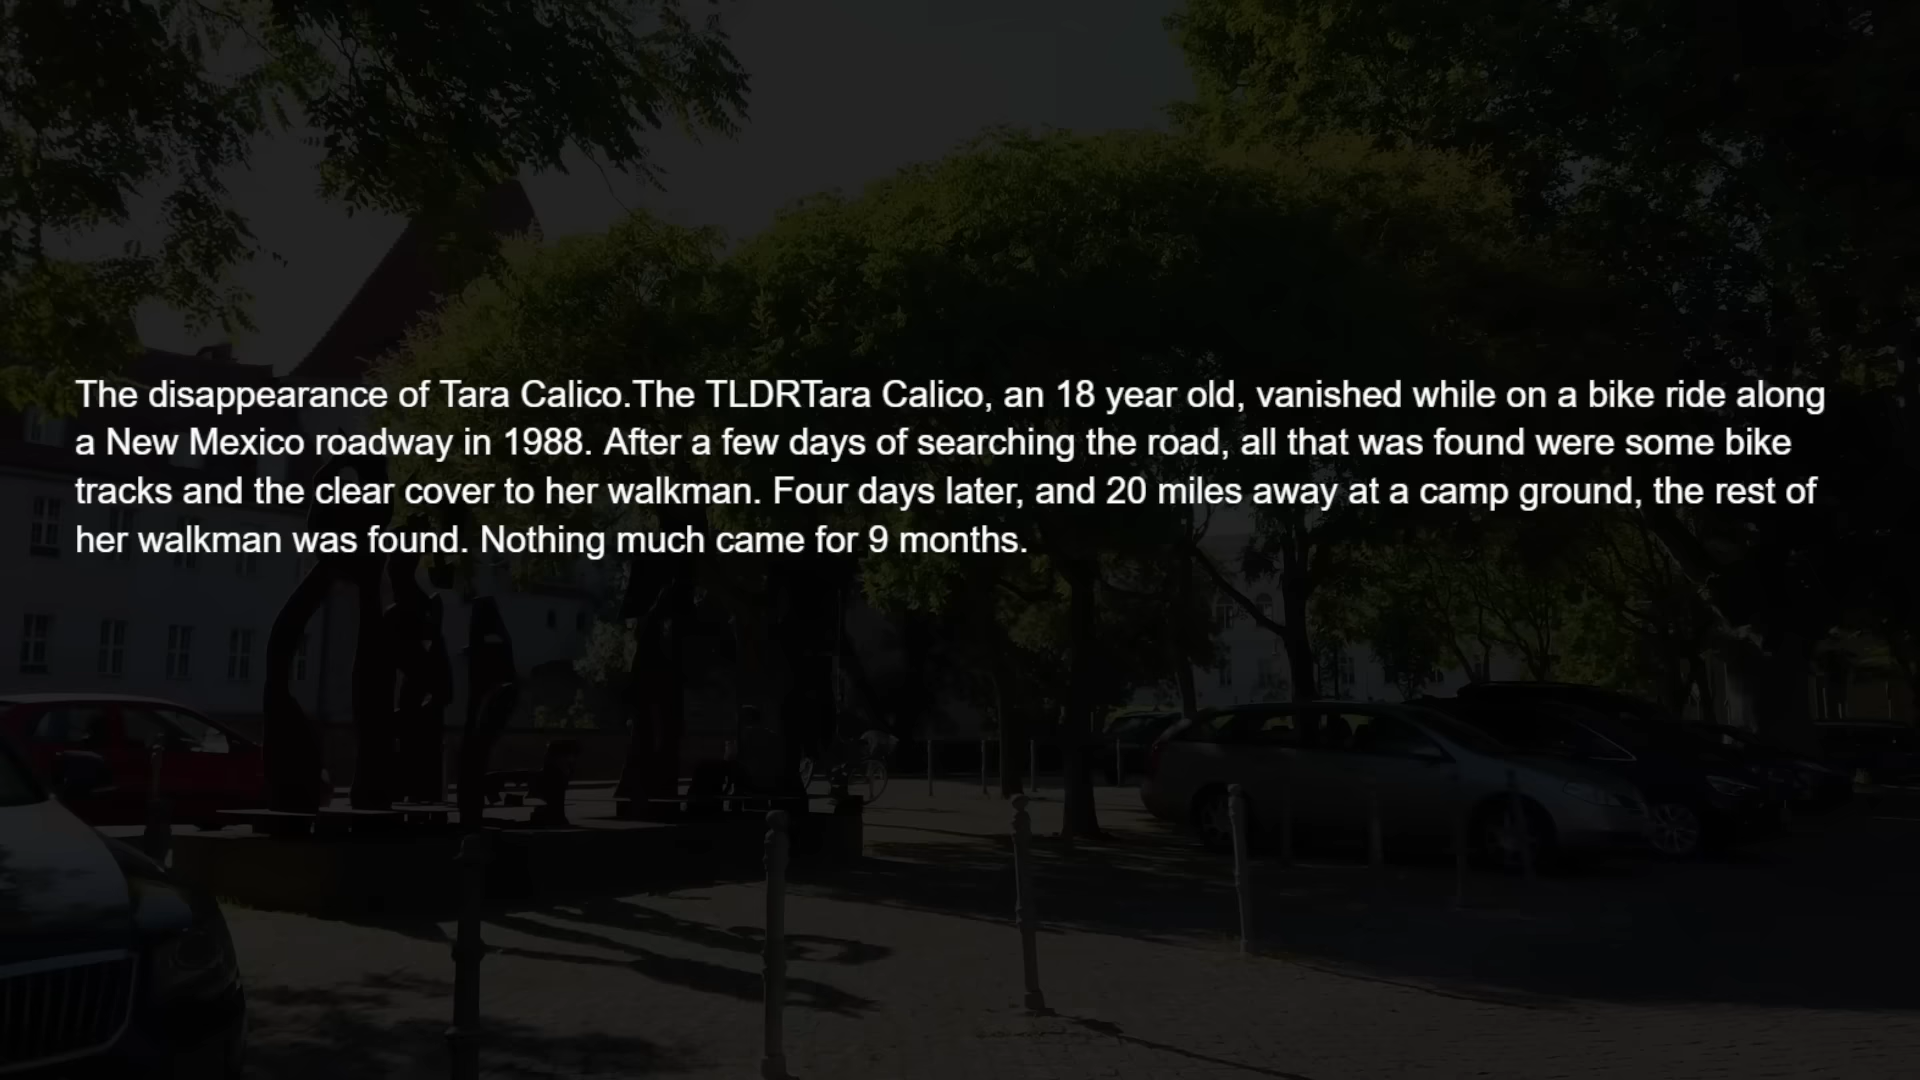 The disappearance of Tara Calico.The TLDRTara Calico, an 18 year old, vanished while on a bike ride along
a New Mexico roadway in 1988. After a few days of searching the road, all that was found were some bike
tracks and the clear cover to her walkman. Four days later, and 20 miles away at a camp ground, the rest of
her walkman was found. Nothing much came for 9 months.